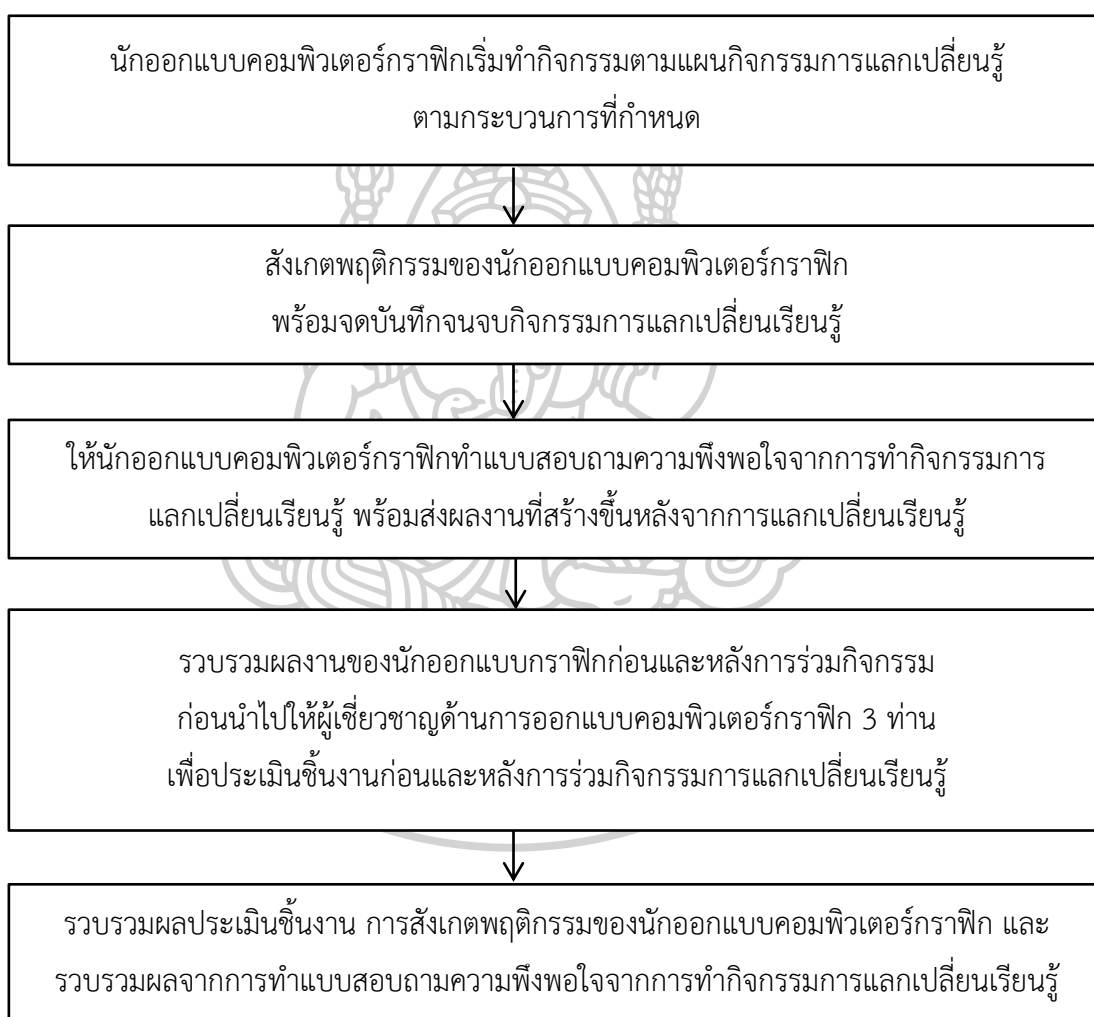 นักออกแบบคอมพิวเตอร์กราฟิกเริ่มทำกิจกรรมตามแผนกิจกรรมการแลกเปลี่ยนรู้
ตามกระบวนการที่กำหนด
สังเกตพฤติกรรมของนักออกแบบคอมพิวเตอร์กราฟิก
พร้อมจดบันทึกจนจบกิจกรรมการแลกเปลี่ยนเรียนรู้
ให้นักออกแบบคอมพิวเตอร์กราฟิกทำแบบสอบถามความพึงพอใจจากการทำกิจกรรมการ
แลกเปลี่ยนเรียนรู้ พร้อมส่งผลงานที่สร้างขึ้นหลังจากการแลกเปลี่ยนเรียนรู้
รวบรวมผลงานของนักออกแบบกราฟิกก่อนและหลังการร่วมกิจกรรม
ก่อนนำไปให้ผู้เชี่ยวชาญด้านการออกแบบคอมพิวเตอร์กราฟิก 3 ท่าน
เพื่อประเมินชิ้นงานก่อนและหลังการร่วมกิจกรรมการแลกเปลี่ยนเรียนรู้
รวบรวมผลประเมินชิ้นงาน การสังเกตพฤติกรรมของนักออกแบบคอมพิวเตอร์กราฟิก และ
รวบรวมผลจากการทำแบบสอบถามความพึงพอใจจากการทำกิจกรรมการแลกเปลี่ยนเรียนรู้